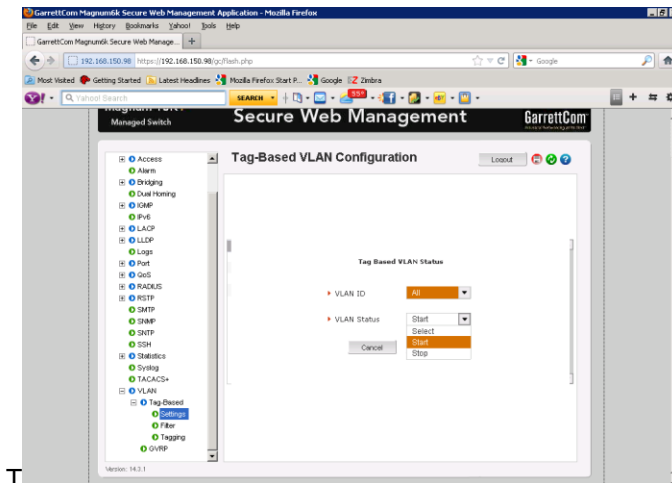 GarrettCom Magnum6k Secure Web Management Application - Mozilla Firefox
File Edit View History Bookmarks Yahoo! Tools Help
GarrettCom Magnum6k Secure Web Manage... +
192.168.150.98 https://192.168.150.98/qc/flash.php
Google
Most Visited Getting Started Latest Headlines Mozilla Firefox Start P... Google Zimbra
Y! Yahoo! Search SEARCH 55°
Managed Switch
Secure Web Management
GarrettCom
Tag-Based VLAN Configuration
Logout
Access
Alarm
Bridging
Dual Homing
IGMP
IPv6
LACP
LLDP
Logs
Port
QoS
RADIUS
RSTP
SMTP
SNMP
SNTP
SSH
Statistics
Syslog
TACACS+
VLAN
Tag-Based
Settings
Filter
Tagging
GVRP
Tag Based VLAN Status
VLAN ID All
VLAN Status Start
Select
Start
Stop
Cancel
Version: 14.3.1
T